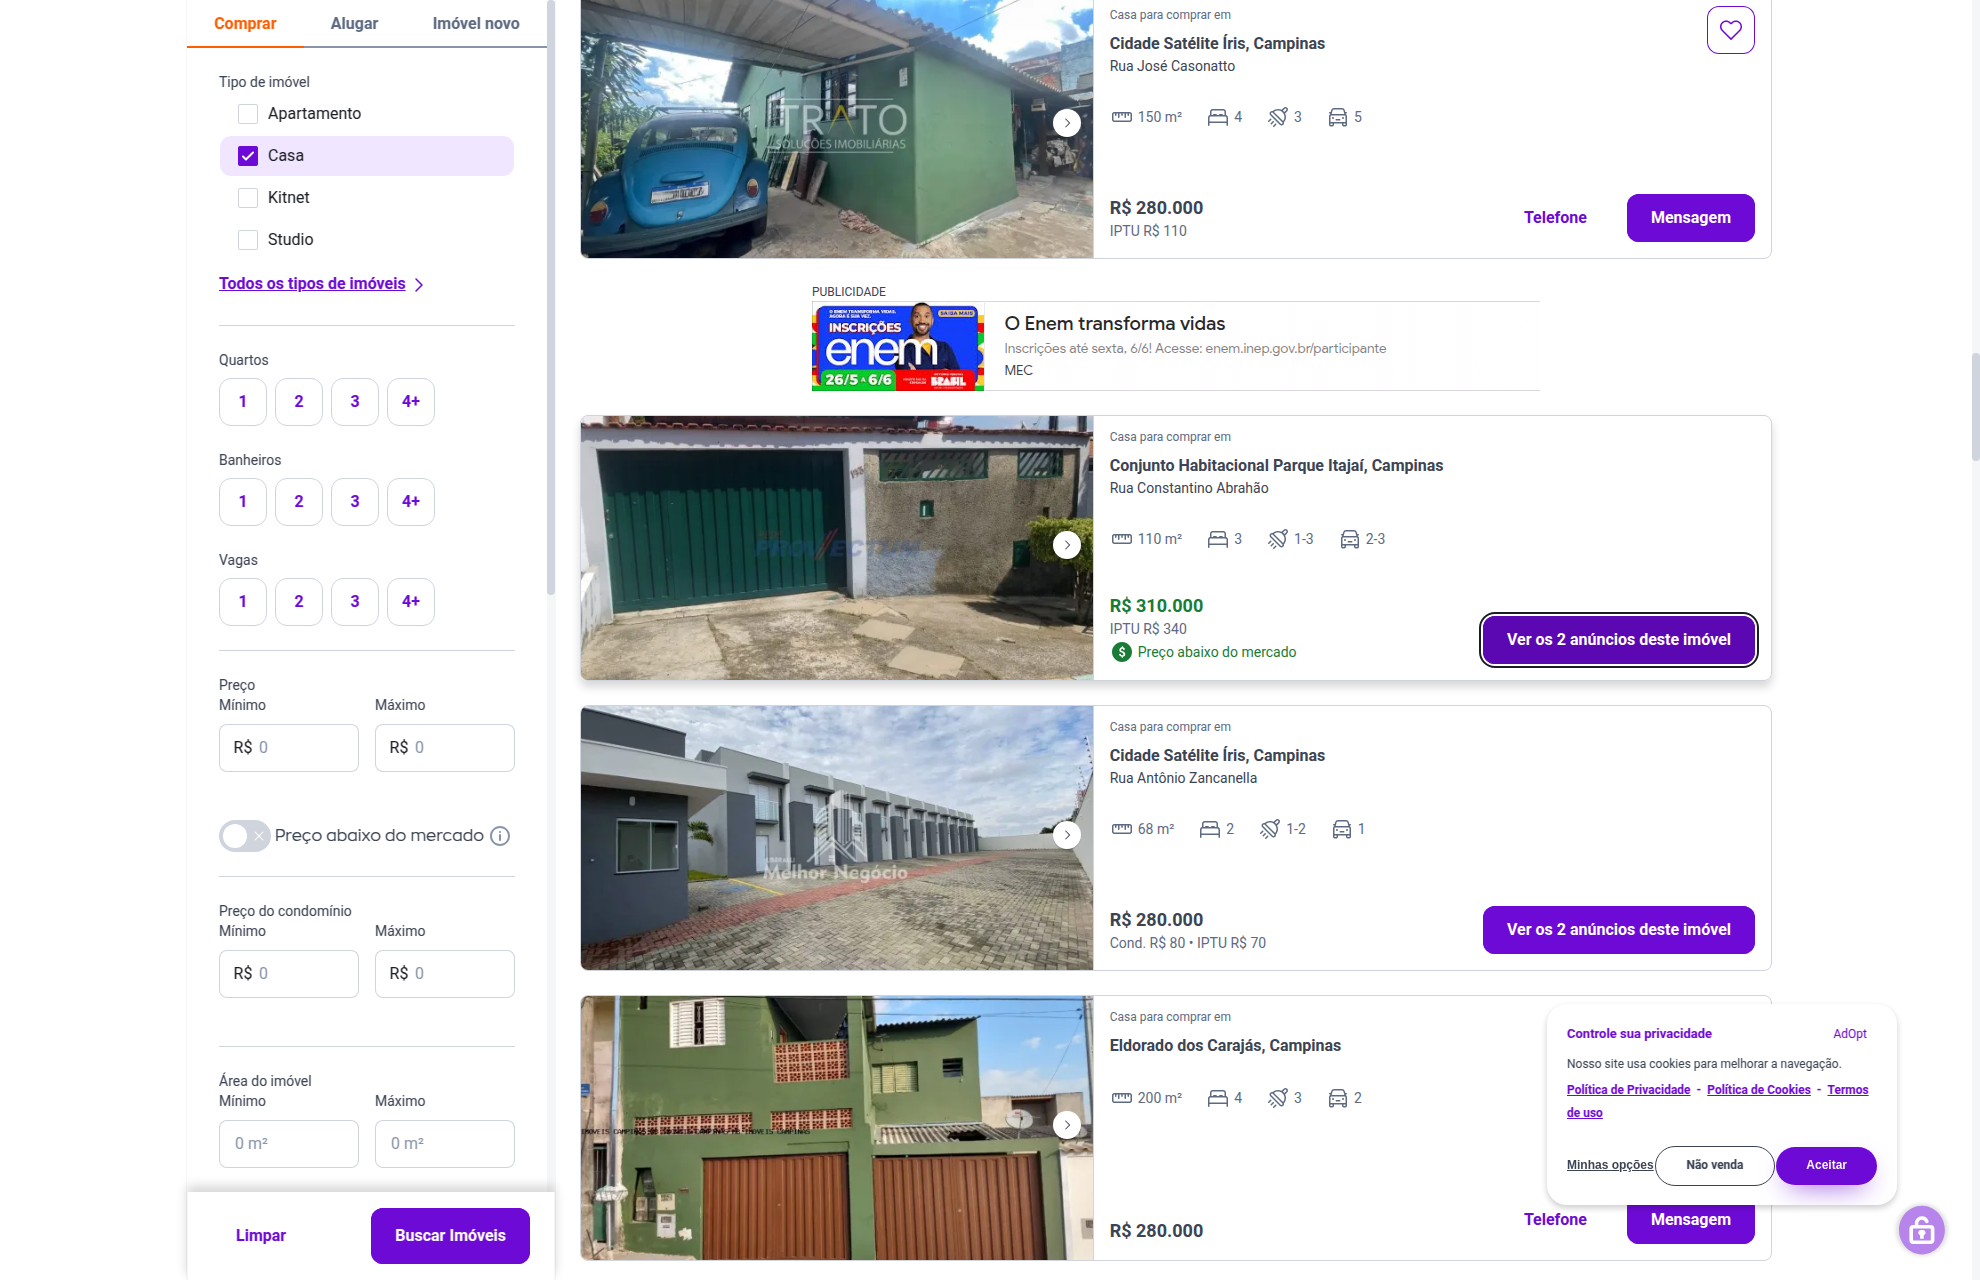 Comprar
Alugar
Imóvel novo
Tipo de imóvel
Apartamento
Casa
Kitnet
Studio
Todos os tipos de imóveis
Quartos
1 2 3 4+
Banheiros
1 2 3 4+
Vagas
1 2 3 4+
Preço
Mínimo Máximo
R$ 0 R$ 0
Preço abaixo do mercado
Preço do condomínio
Mínimo Máximo
R$ 0 R$ 0
Área do imóvel
Mínimo Máximo
0 m² 0 m²
Limpar
Buscar Imóveis
TRATO
SOLUÇÕES IMOBILIÁRIAS
Casa para comprar em
Cidade Satélite Íris, Campinas
Rua José Casonatto
150 m² 4 3 5
R$ 280.000
IPTU R$ 110
Telefone
Mensagem
PUBLICIDADE
O ENEM TRANSFORMA VIDAS.
AGORA É SUA VEZ.
SAIBA MAIS
INSCRIÇÕES
enem
26/5 A 6/6
BRASIL
O Enem transforma vidas
Inscrições até sexta, 6/6! Acesse: enem.inep.gov.br/participante
MEC
193
PROVECTUM
Casa para comprar em
Conjunto Habitacional Parque Itajaí, Campinas
Rua Constantino Abrahão
110 m² 3 1-3 2-3
R$ 310.000
IPTU R$ 340
$ Preço abaixo do mercado
Ver os 2 anúncios deste imóvel
Melhor Negócio
Casa para comprar em
Cidade Satélite Íris, Campinas
Rua Antônio Zancanella
68 m² 2 1-2 1
R$ 280.000
Cond. R$ 80 • IPTU R$ 70
Ver os 2 anúncios deste imóvel
Casa para comprar em
Eldorado dos Carajás, Campinas
200 m² 4 3 2
R$ 280.000
Telefone
Mensagem
Controle sua privacidade
AdOpt
Nosso site usa cookies para melhorar a navegação.
Política de Privacidade - Política de Cookies - Termos
de uso
Minhas opções
Não venda
Aceitar